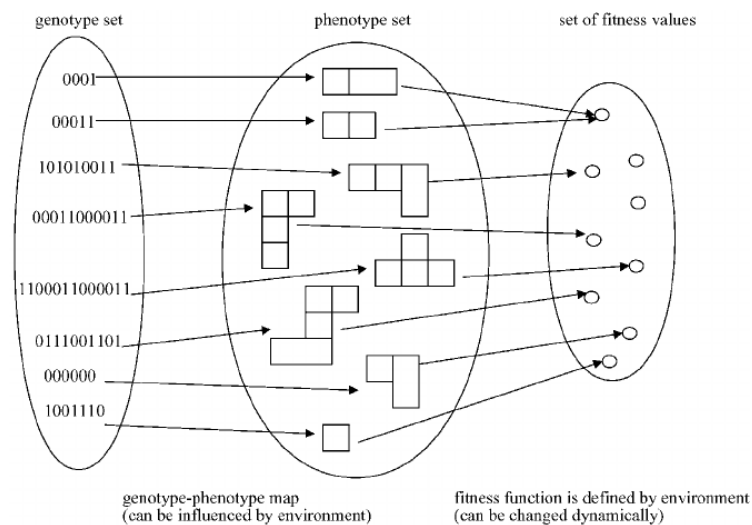 genotype set
phenotype set
set of fitness values
0001
00011
101010011
00011000011
1100011000011
0111001101
000000
1001110
genotype-phenotype map
(can be influenced by environment)
fitness function is defined by environment
(can be changed dynamically)